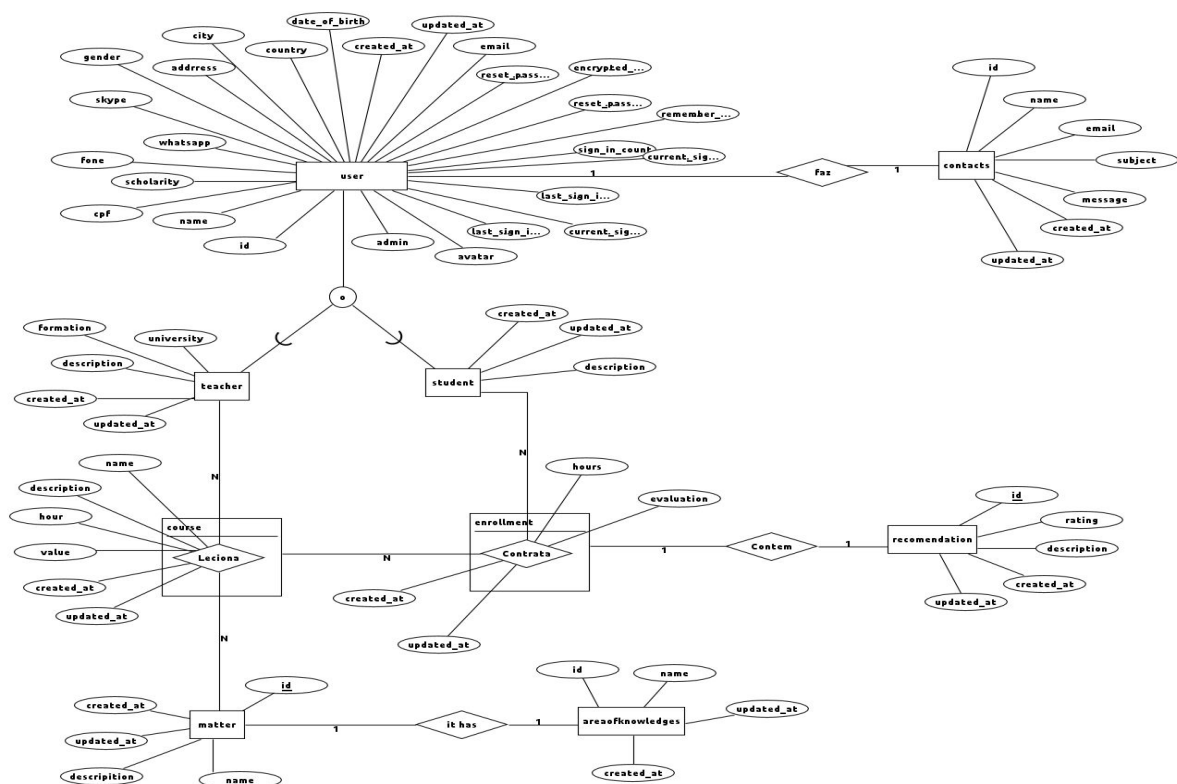 date_of_birth
updated_at
city
country
created_at
email
gender
addrress
reset_pass...
encrypted_...
id
skype
reset_pass...
name
remember_...
email
whatsapp
sign_in_count
current_sig...
fone
subject
scholarity
user
1
faz
1
contacts
last_sign_i...
message
cpf
name
created_at
id
admin
last_sign_i...
current_sig...
avatar
updated_at
o
created_at
formation
university
updated_at
description
description
teacher
student
created_at
updated_at
N
N
name
hours
description
evaluation
id
hour
course
enrollment
rating
value
Leciona
N
Contrata
1
Contem
1
recomendation
description
created_at
created_at
created_at
updated_at
updated_at
updated_at
N
id
id
name
created_at
updated_at
matter
1
it has
1
areaofknowledges
updated_at
descripition
name
created_at